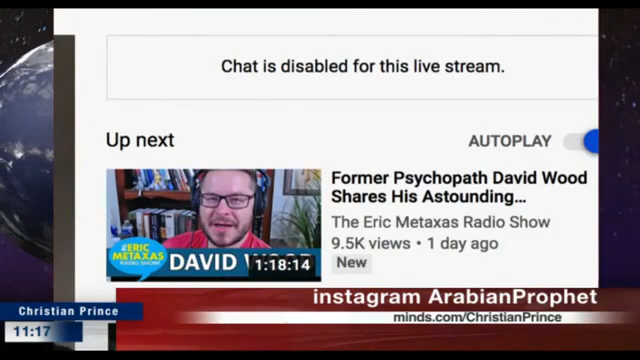 Chat is disabled for this live stream.
Up next
AUTOPLAY
Former Psychopath David Wood
Shares His Astounding...
The Eric Metaxas Radio Show
9.5K views • 1 day ago
New
THE
ERIC
METAXAS
RADIO SHOW!
DAVID
1:18:14
instagram ArabianProphet
minds.com/ChristianPrince
Christian Prince
11:17